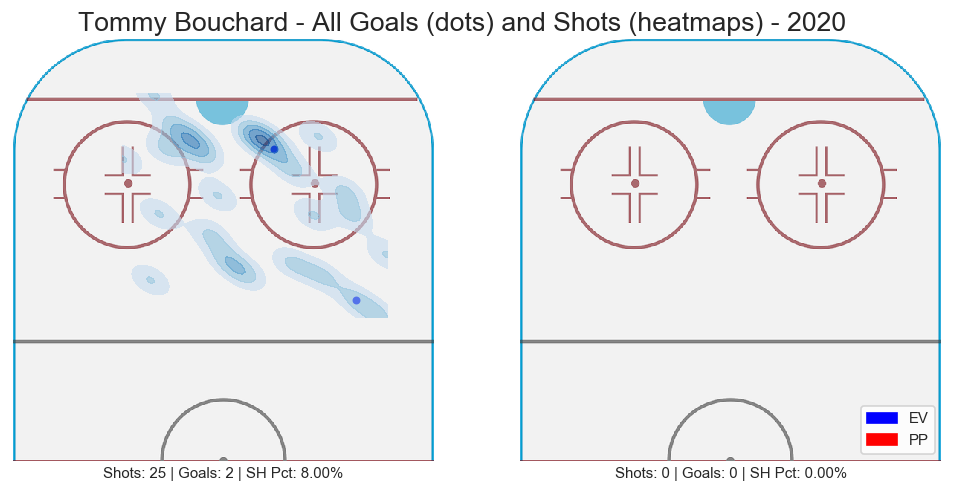 Tommy Bouchard - All Goals (dots) and Shots (heatmaps) - 2020
EV
PP
Shots: 25 | Goals: 2 | SH Pct: 8.00%
Shots: 0 | Goals: 0 | SH Pct: 0.00%